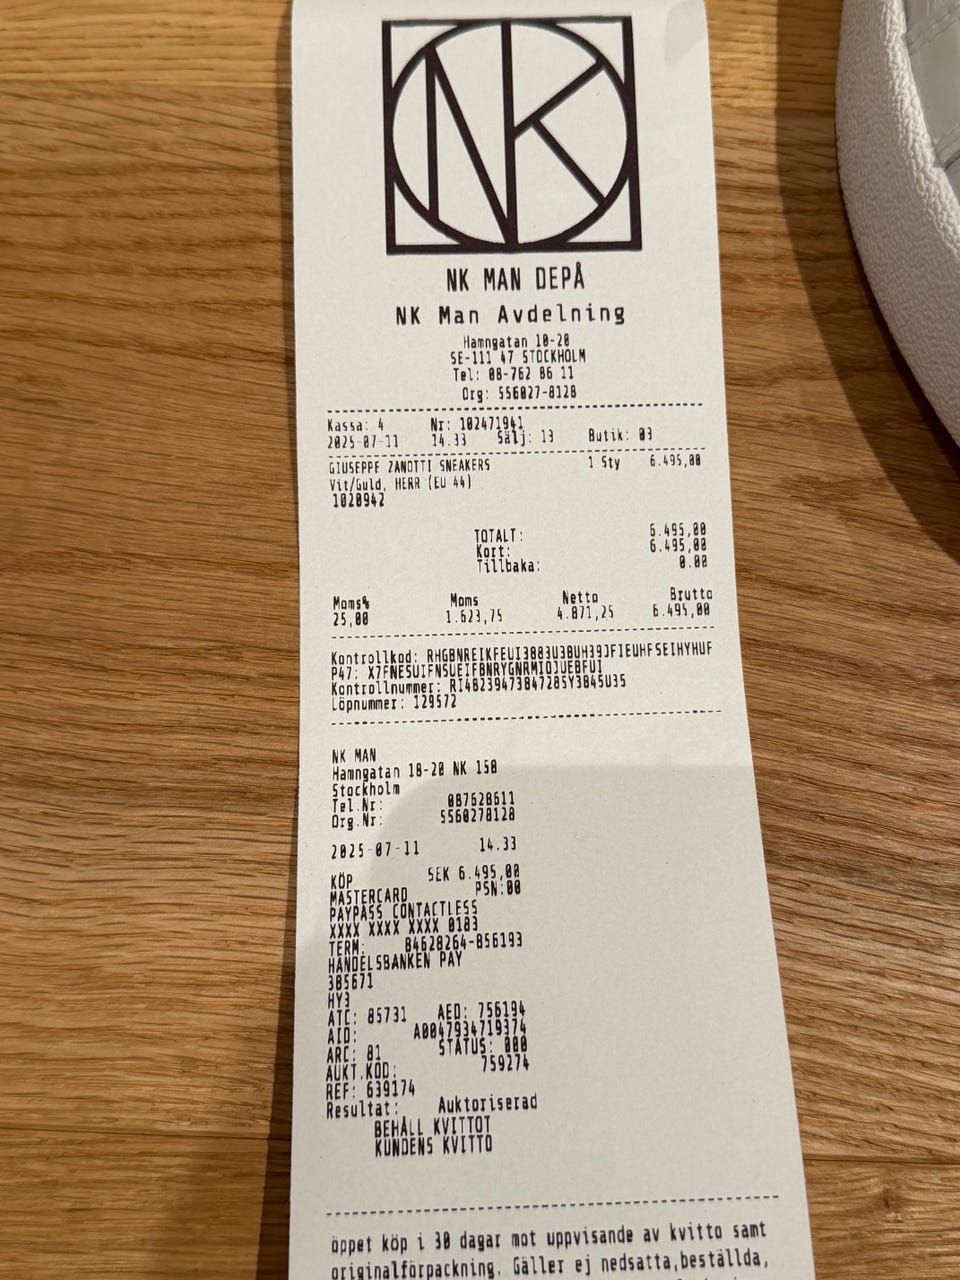 NK
NK MAN DEPÅ
NK Man Avdelning
Hamngatan 18-20
SE-111 47 STOCKHOLM
Tel: 08-762 86 11
Org: 556027-8128
Kassa: 4 Nr: 102471941
2025-07-11 14.33 Sälj: 13 Butik: 03
GIUSEPPE ZANOTTI SNEAKERS 1 Sty 6.495,00
Vit/Guld, HERR (EU 44)
1020942
TOTALT: 6.495,00
Kort: 6.495,00
Tillbaka: 0.00
Moms% Moms Netto Brutto
25,00 1.623,75 4.871,25 6.495,00
Kontrollkod:
P47:
Kontrollnummer:
Löpnummer: 129572
NK MAN
Hamngatan 18-20 NK 150
Stockholm
Tel.Nr: 087628611
Org.Nr: 5560278128
2025-07-11 14.33
KÖP SEK 6.495,00
MASTERCARD PSN:00
PAYPASS CONTACTLESS
XXXX XXXX XXXX 0183
TERM: 
HANDELSBANKEN PAY
385671
HY3
ATC: 85731 AED: 756194
AID: A0047934719374
ARC: 01 STATUS: 000
AUKT.KOD: 759274
REF: 639174
Resultat: Auktoriserad
BEHÅLL KVITTOT
KUNDENS KVITTO
öppet köp i 30 dagar mot uppvisande av kvitto samt
originalförpackning. Gäller ej nedsatta,beställda,